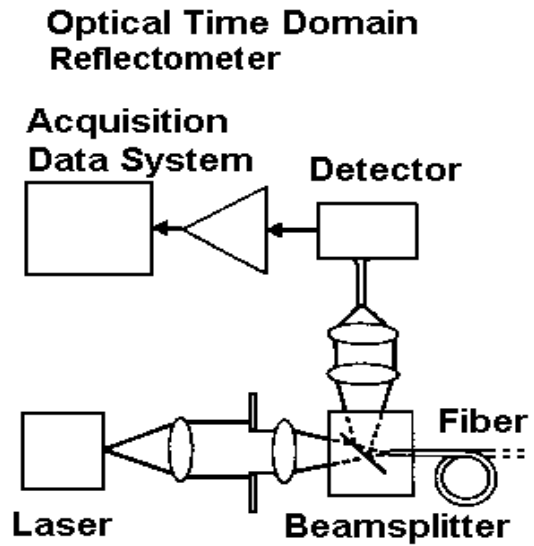 Optical Time Domain
Reflectometer
Acquisition
Data System
Detector
Fiber
Laser
Beamsplitter